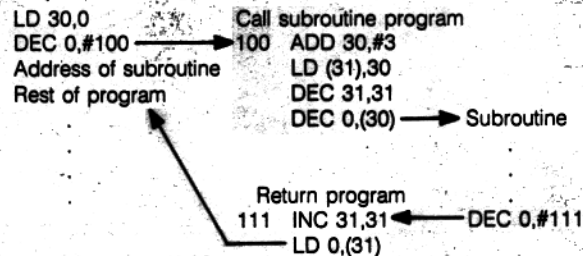 LD 30,0
DEC 0,#100
Address of subroutine
Rest of program
Call subroutine program
100 ADD 30,#3
LD (31),30
DEC 31,31
DEC 0,(30)
Subroutine
Return program
111 INC 31,31
DEC 0,#111
LD 0,(31)